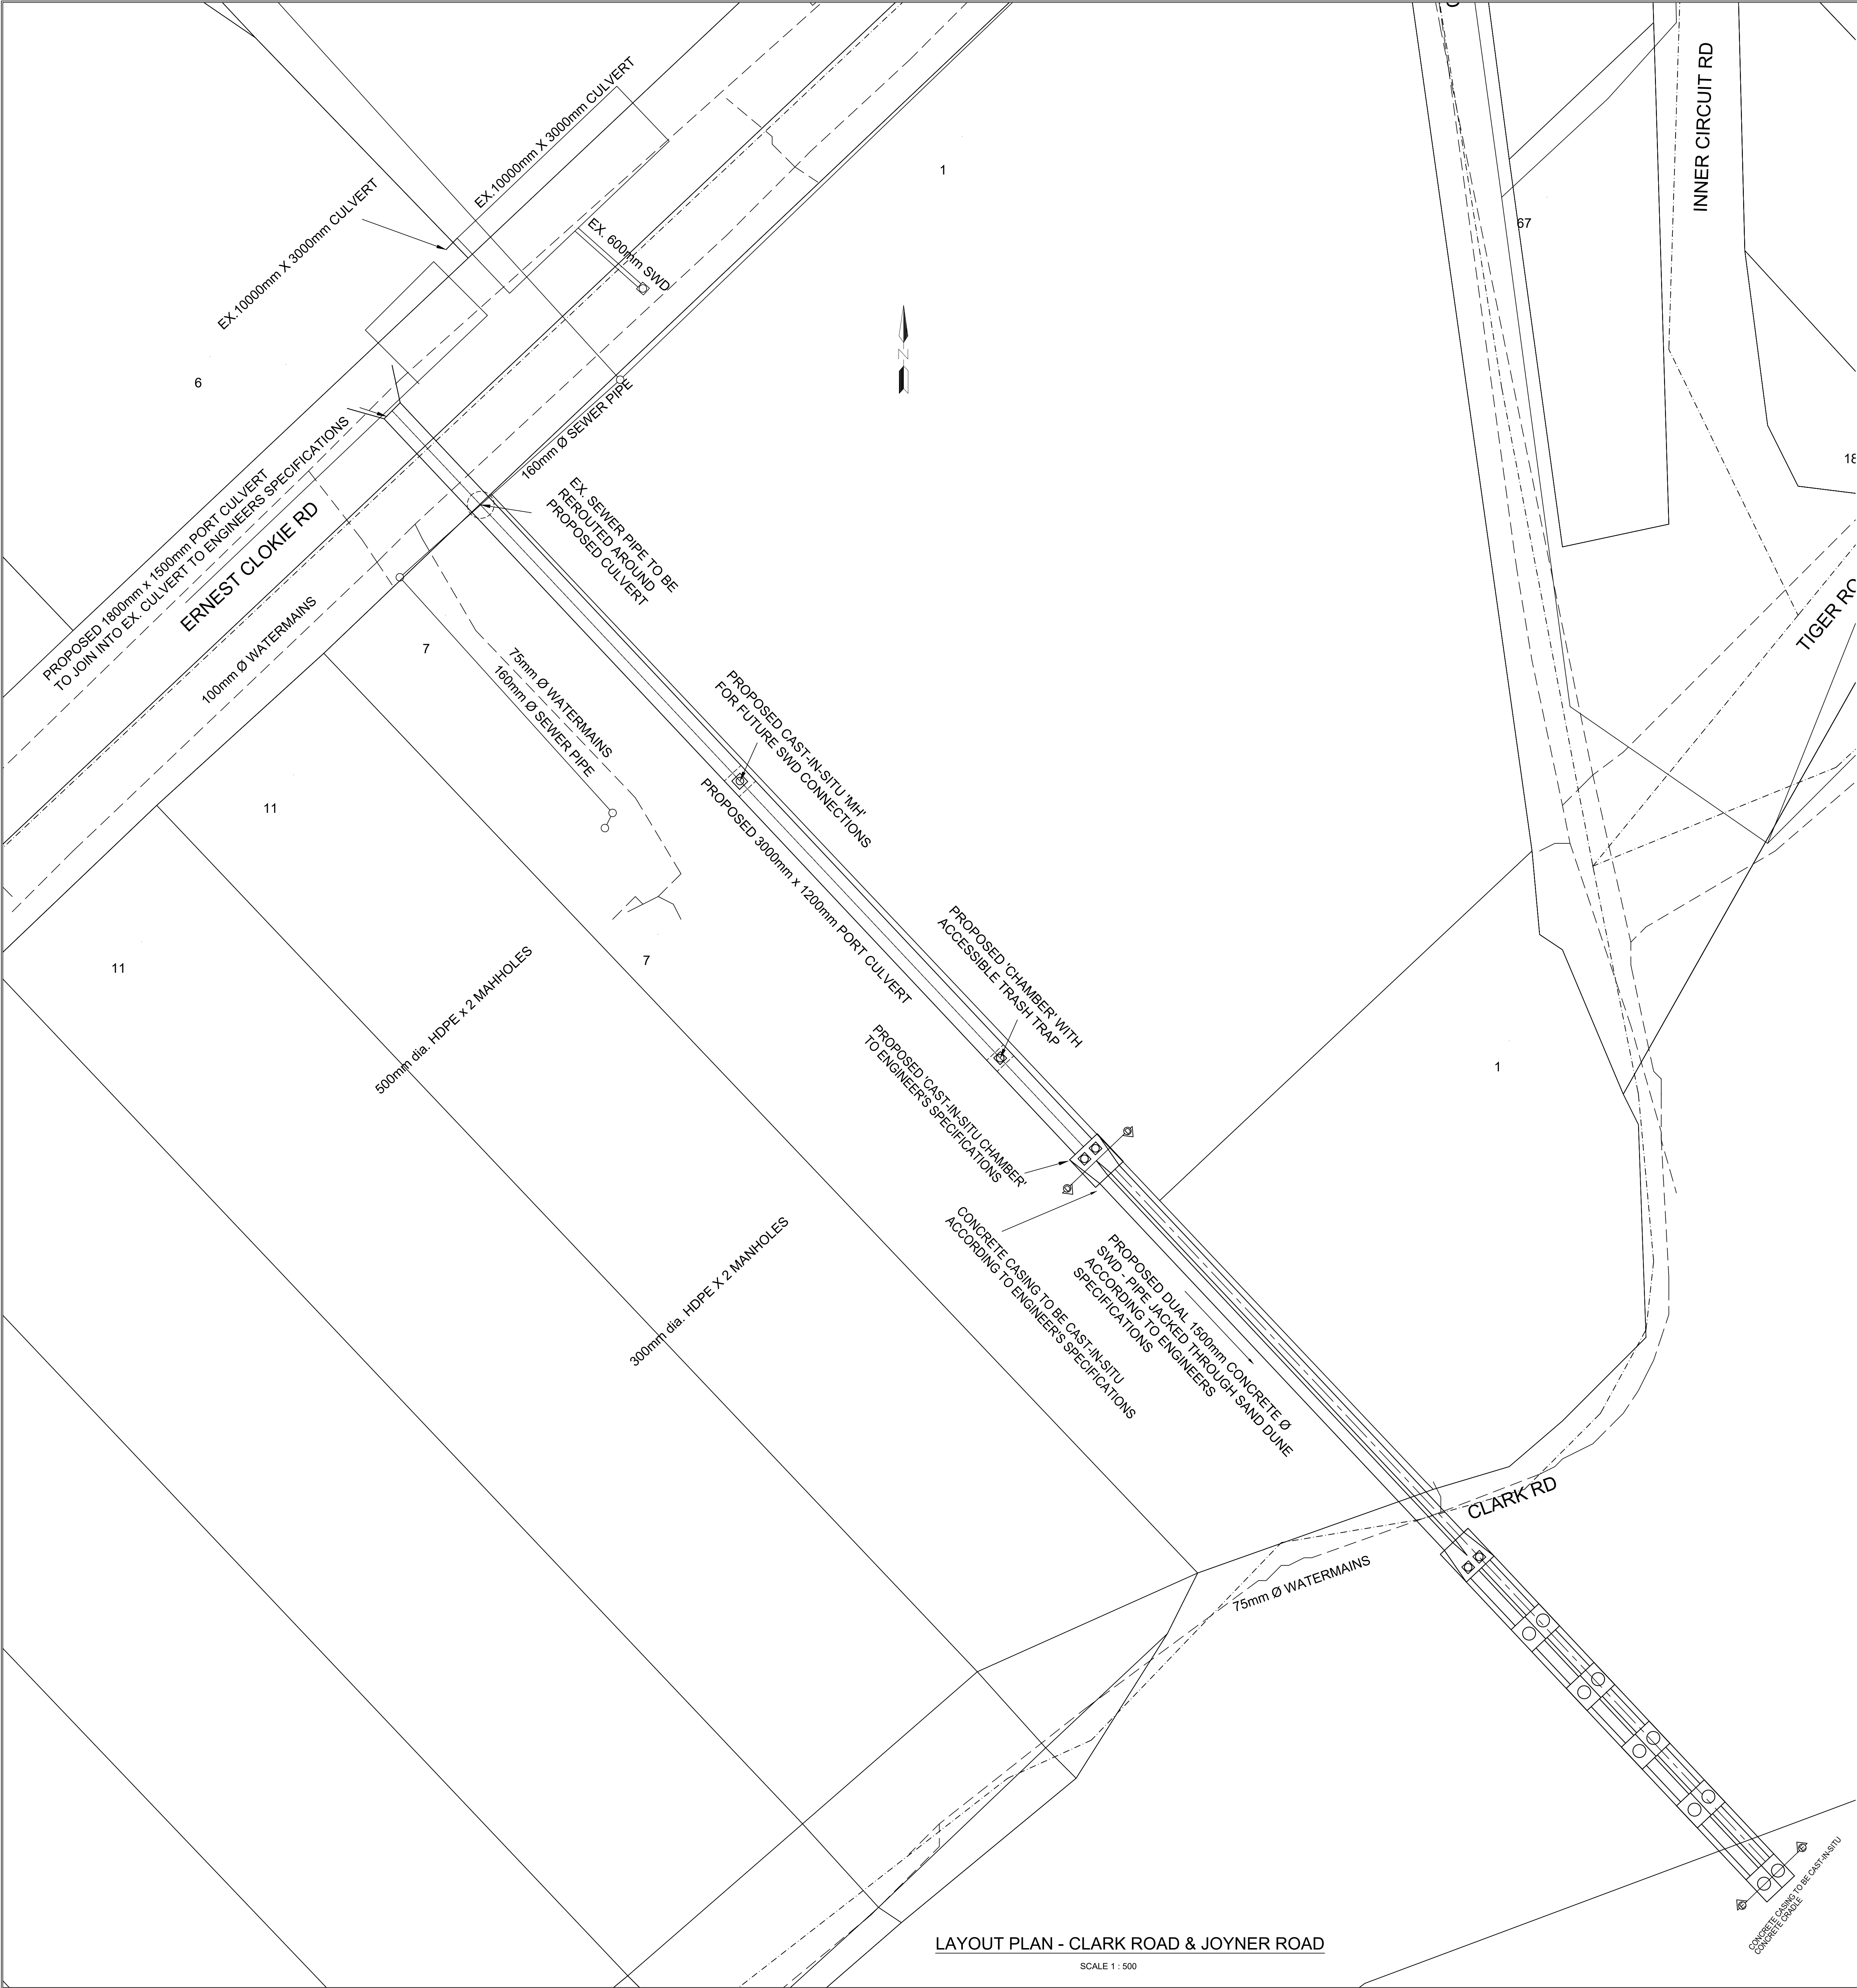 INNER CIRCUIT RD
EX.10000mm X 3000mm CULVERT
EX.10000mm X 3000mm CULVERT
1
67
EX. 600mm SWD
N
6
18
160mm Ø SEWER PIPE
EX. SEWER PIPE TO BE
REROUTED AROUND
PROPOSED CULVERT
PROPOSED 1800mm x 1500mm PORT CULVERT
TO JOIN INTO EX. CULVERT TO ENGINEERS SPECIFICATIONS
ERNEST CLOKIE RD
100mm Ø WATERMAINS
7
75mm Ø WATERMAINS
160mm Ø SEWER PIPE
TIGER RO
PROPOSED CAST-IN-SITU 'MH'
FOR FUTURE SWD CONNECTIONS
PROPOSED 3000mm x 1200mm PORT CULVERT
11
11
7
500mm dia. HDPE x 2 MAHHOLES
PROPOSED 'CHAMBER' WITH
ACCESSIBLE TRASH TRAP
PROPOSED 'CAST-IN-SITU CHAMBER'
TO ENGINEER'S SPECIFICATIONS
1
CONCRETE CASING TO BE CAST-IN-SITU
ACCORDING TO ENGINEER'S SPECIFICATIONS
PROPOSED DUAL 1500mm CONCRETE Ø
SWD - PIPE JACKED THROUGH SAND DUNE
ACCORDING TO ENGINEERS
SPECIFICATIONS
300mm dia. HDPE X 2 MANHOLES
CLARK RD
75mm Ø WATERMAINS
CONCRETE CASING TO BE CAST-IN-SITU
CONCRETE CRADLE
LAYOUT PLAN - CLARK ROAD & JOYNER ROAD
SCALE 1 : 500